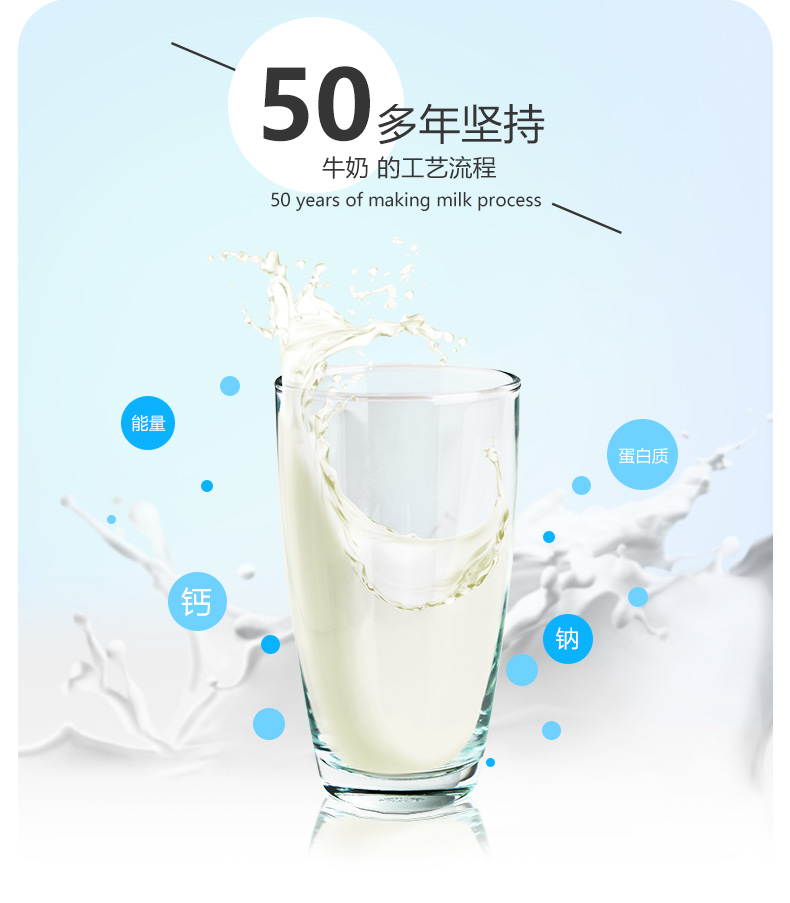 50多年坚持
牛奶 的工艺流程
50 years of making milk process
能量
蛋白质
钙
钠